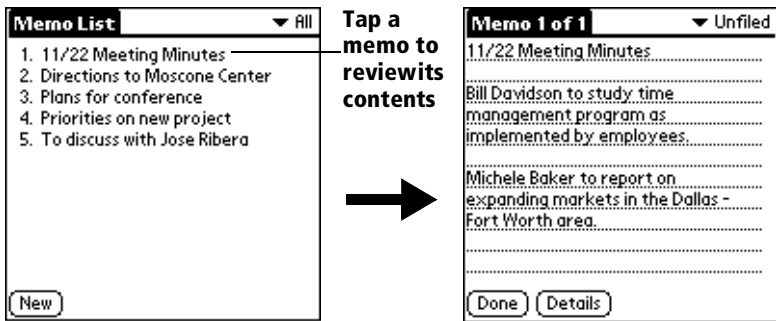 Memo List
All
1. 11/22 Meeting Minutes
2. Directions to Moscone Center
3. Plans for conference
4. Priorities on new project
5. To discuss with Jose Ribera
New
Tap a
memo to
reviewits
contents
Memo 1 of 1
Unfiled
11/22 Meeting Minutes
Bill Davidson to study time
management program as
implemented by employees.
Michele Baker to report on
expanding markets in the Dallas -
Fort Worth area.
Done Details